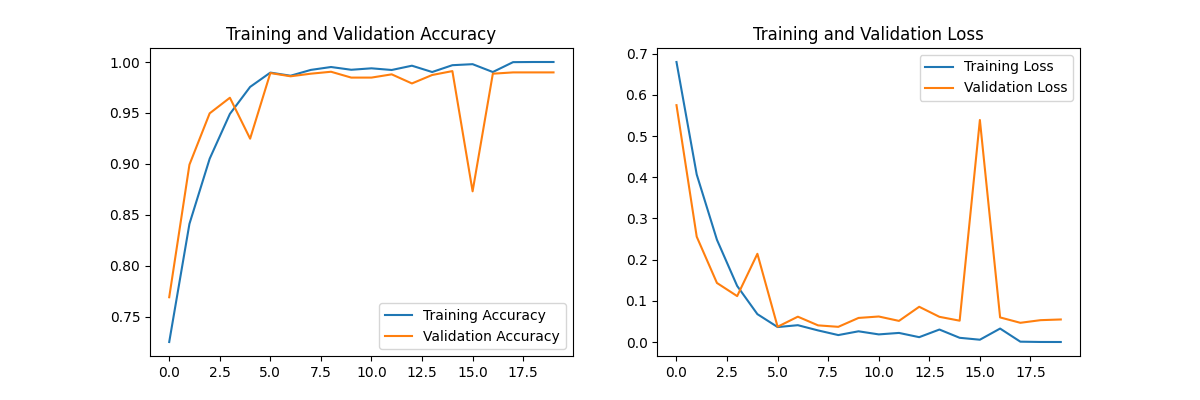 Training and Validation Accuracy
1.00
0.95
0.90
0.85
0.80
0.75
0.0 2.5 5.0 7.5 10.0 12.5 15.0 17.5
Training Accuracy
Validation Accuracy
Training and Validation Loss
0.7
0.6
0.5
0.4
0.3
0.2
0.1
0.0
0.0 2.5 5.0 7.5 10.0 12.5 15.0 17.5
Training Loss
Validation Loss